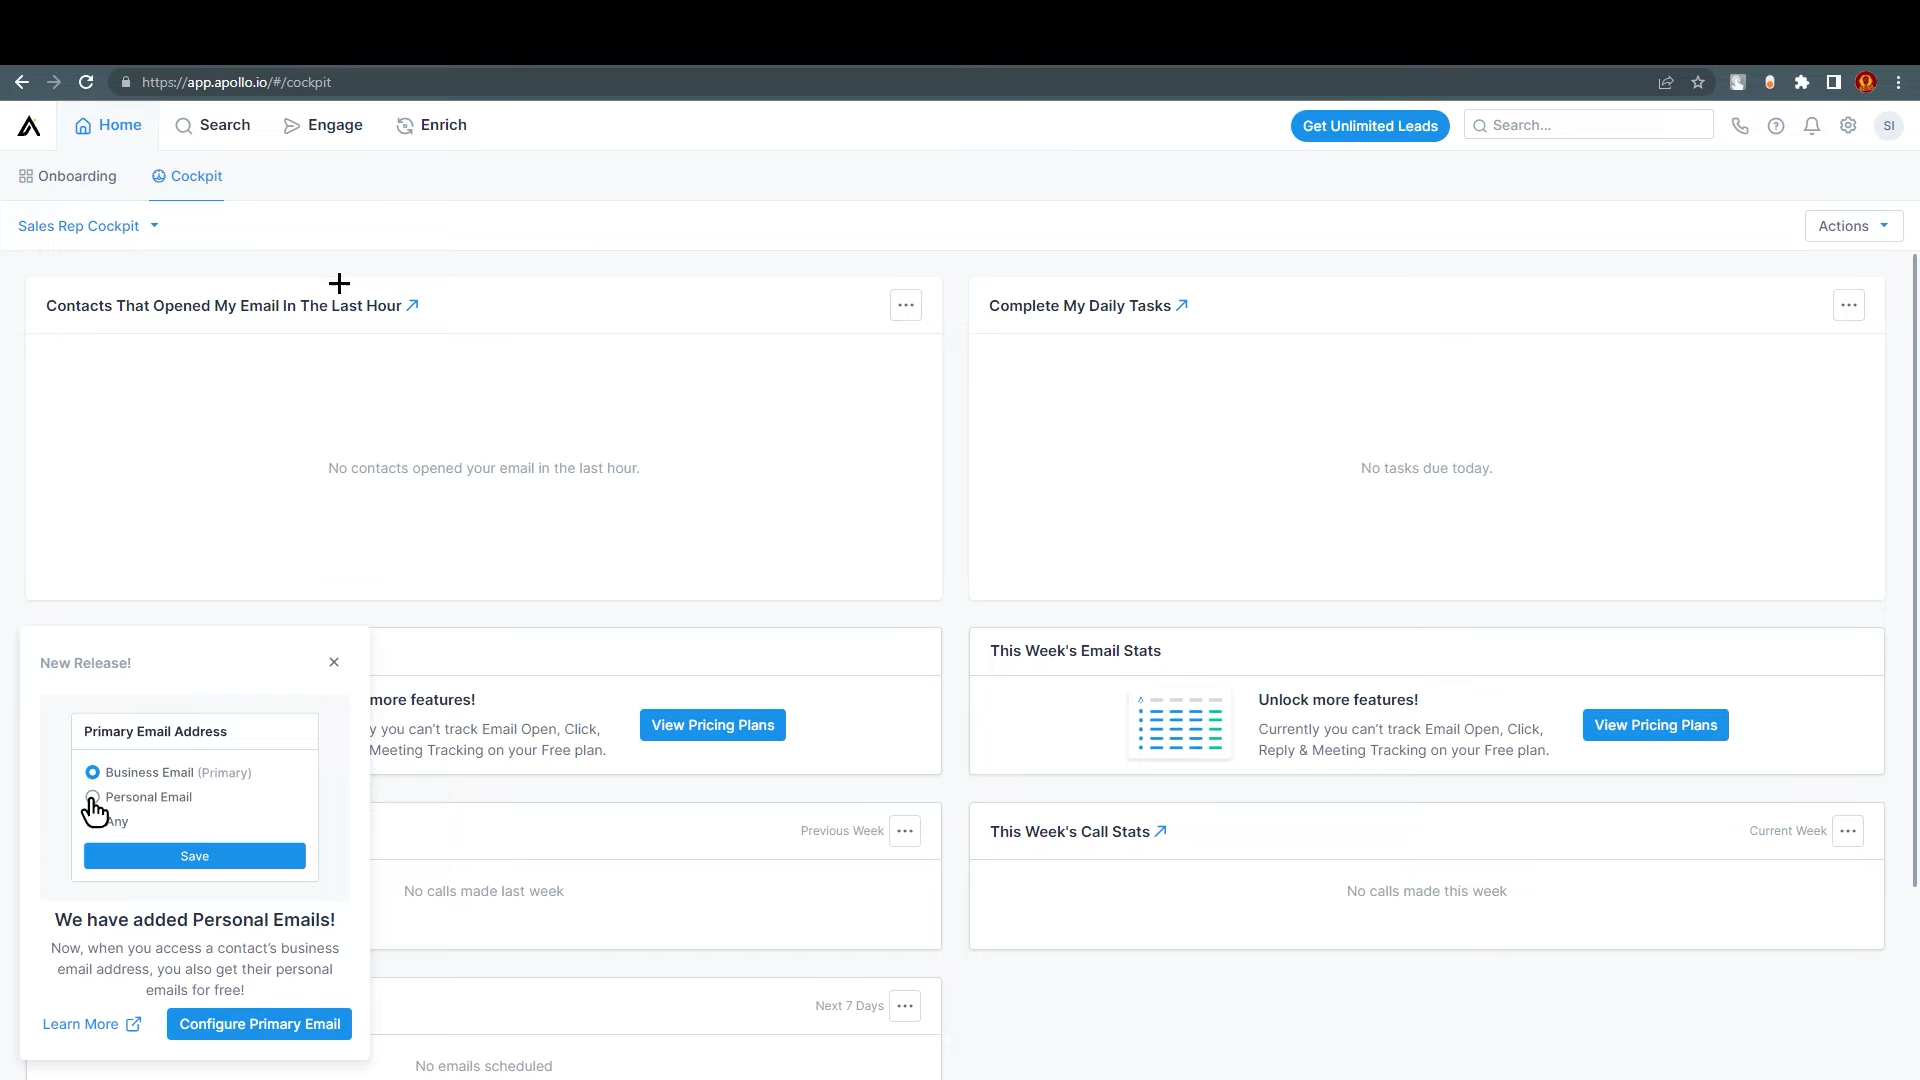 https://app.apollo.io/#/cockpit
Home
Search
Engage
Enrich
Get Unlimited Leads
Search...
SI
Onboarding
Cockpit
Sales Rep Cockpit
Actions
Contacts That Opened My Email In The Last Hour
Complete My Daily Tasks
No contacts opened your email in the last hour.
No tasks due today.
New Release!
Primary Email Address
Business Email (Primary)
Personal Email
Any
Save
We have added Personal Emails!
Now, when you access a contact's business
email address, you also get their personal
emails for free!
Learn More
Configure Primary Email
more features!
y you can't track Email Open, Click,
Meeting Tracking on your Free plan.
View Pricing Plans
This Week's Email Stats
Unlock more features!
Currently you can't track Email Open, Click,
Reply & Meeting Tracking on your Free plan.
View Pricing Plans
Previous Week
No calls made last week
This Week's Call Stats
Current Week
No calls made this week
Next 7 Days
No emails scheduled